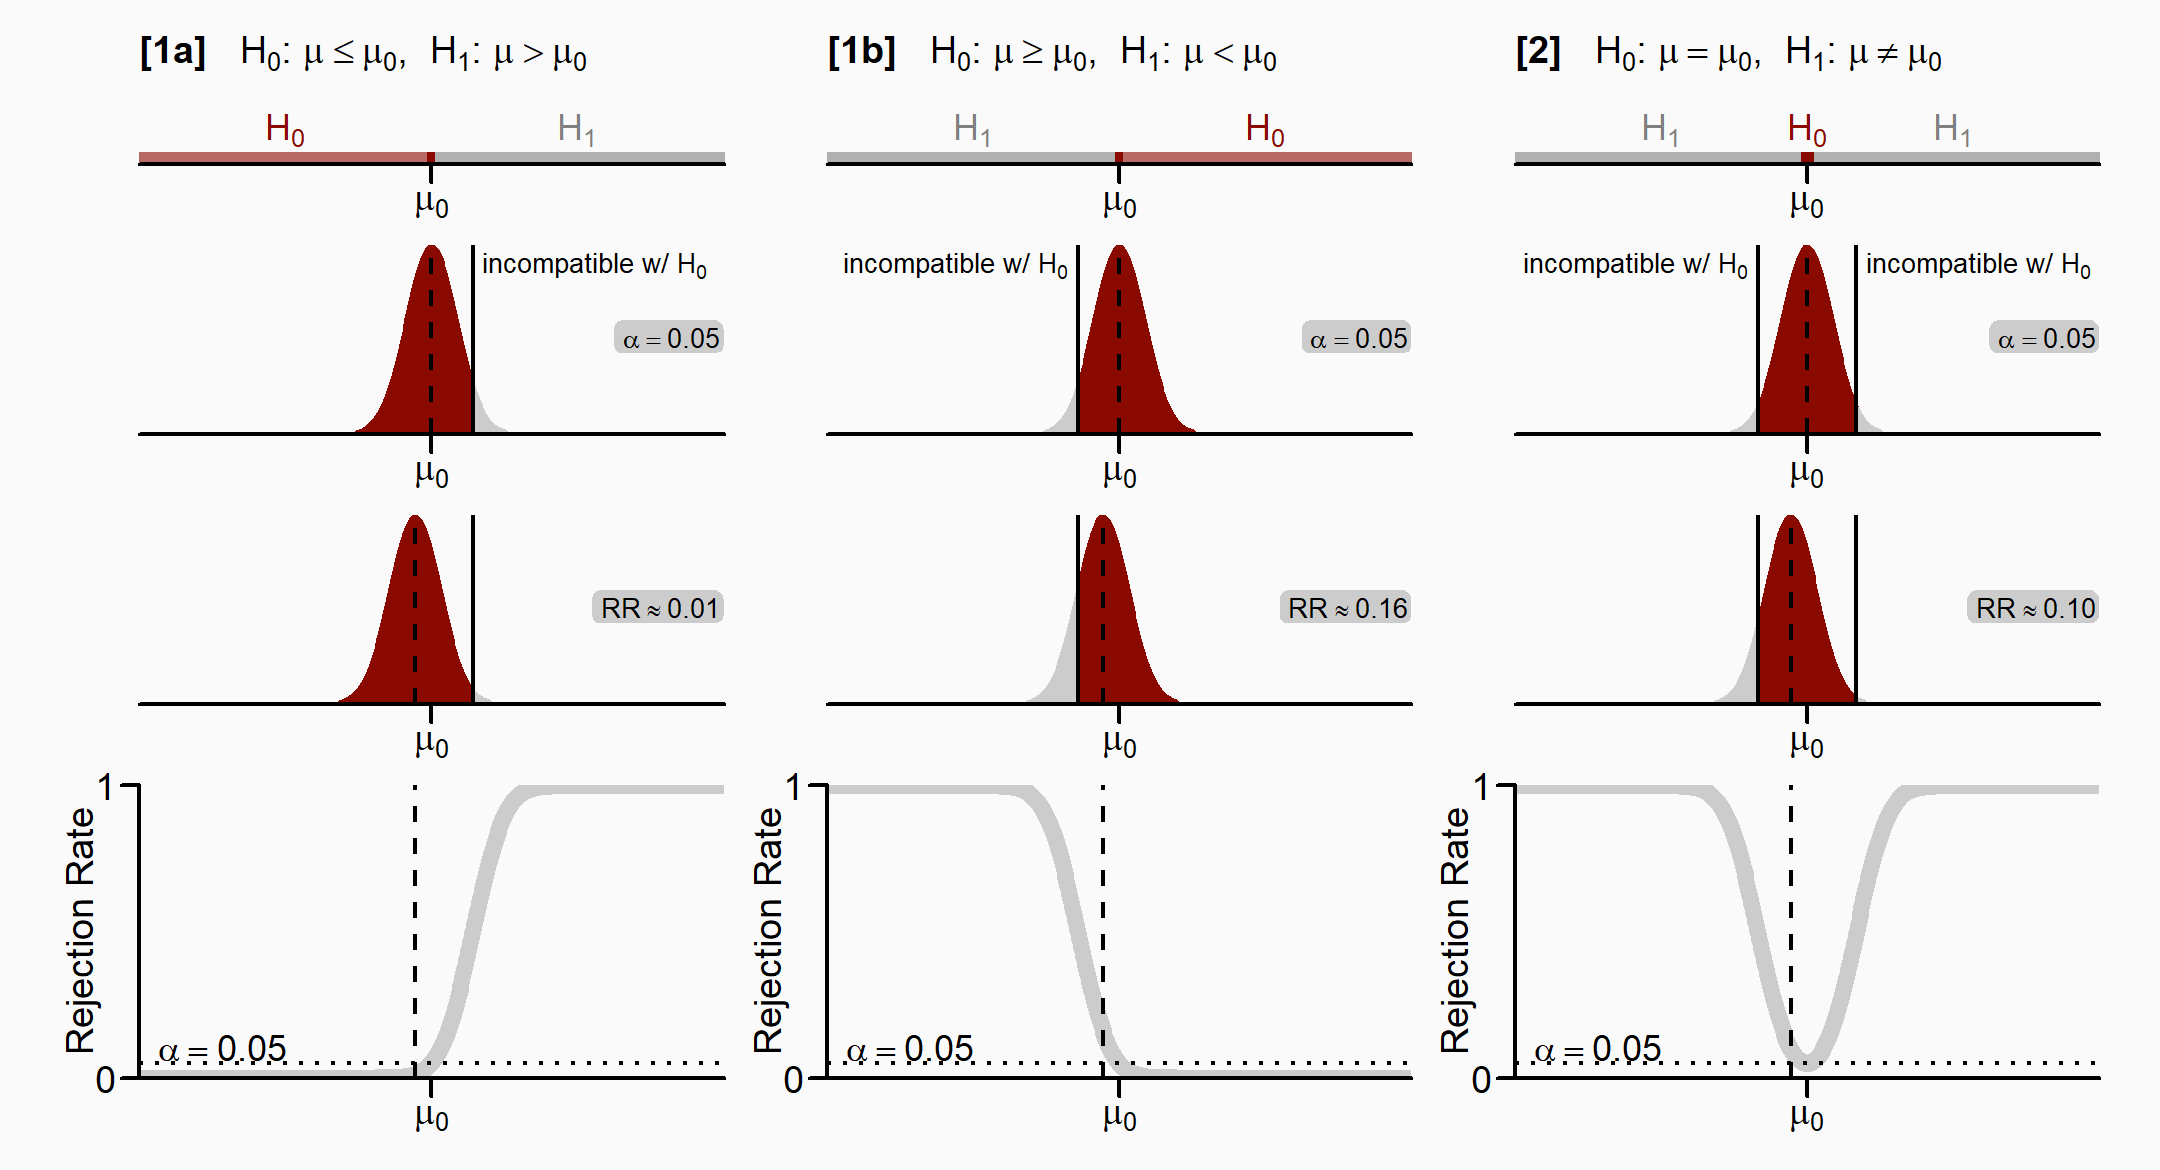 [1a] H₀: μ ≤ μ₀, H₁: μ > μ₀
H₀ H₁
μ₀
incompatible w/ H₀
α = 0.05
μ₀
RR ≈ 0.01
μ₀
Rejection Rate
1
α = 0.05
0
μ₀
[1b] H₀: μ ≥ μ₀, H₁: μ < μ₀
H₁ H₀
μ₀
incompatible w/ H₀
α = 0.05
μ₀
RR ≈ 0.16
μ₀
Rejection Rate
1
α = 0.05
0
μ₀
[2] H₀: μ = μ₀, H₁: μ ≠ μ₀
H₁ H₀ H₁
μ₀
incompatible w/ H₀
incompatible w/ H₀
α = 0.05
μ₀
RR ≈ 0.10
μ₀
Rejection Rate
1
α = 0.05
0
μ₀